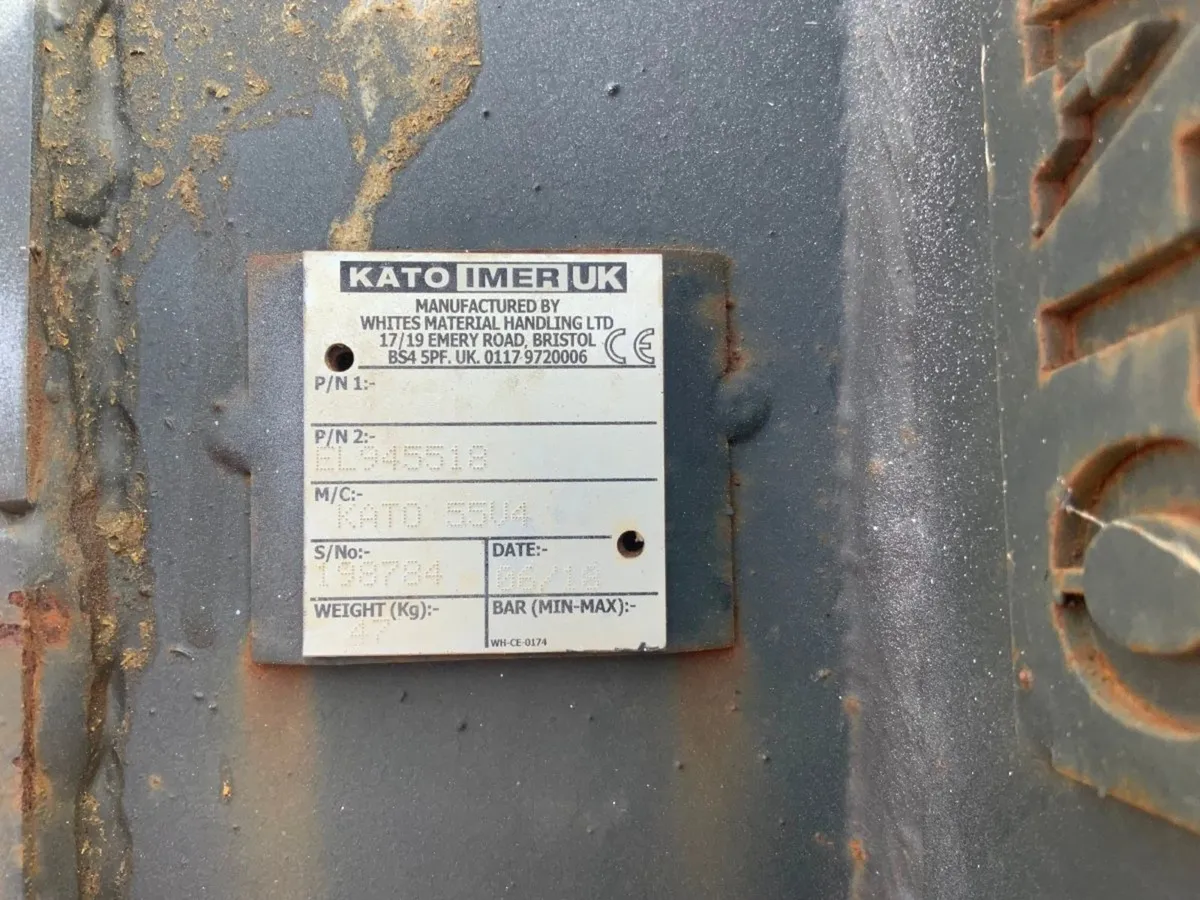 KATO IMER UK
MANUFACTURED BY
WHITES MATERIAL HANDLING LTD
17/19 EMERY ROAD, BRISTOL
BS4 5PF. UK. 0117 9720006
CE
P/N 1:-
P/N 2:-
EL945518
M/C:-
KATO 55V4
S/No:-
198784
DATE:-
06/18
WEIGHT (Kg):-
47
BAR (MIN-MAX):-
WH-CE-0174